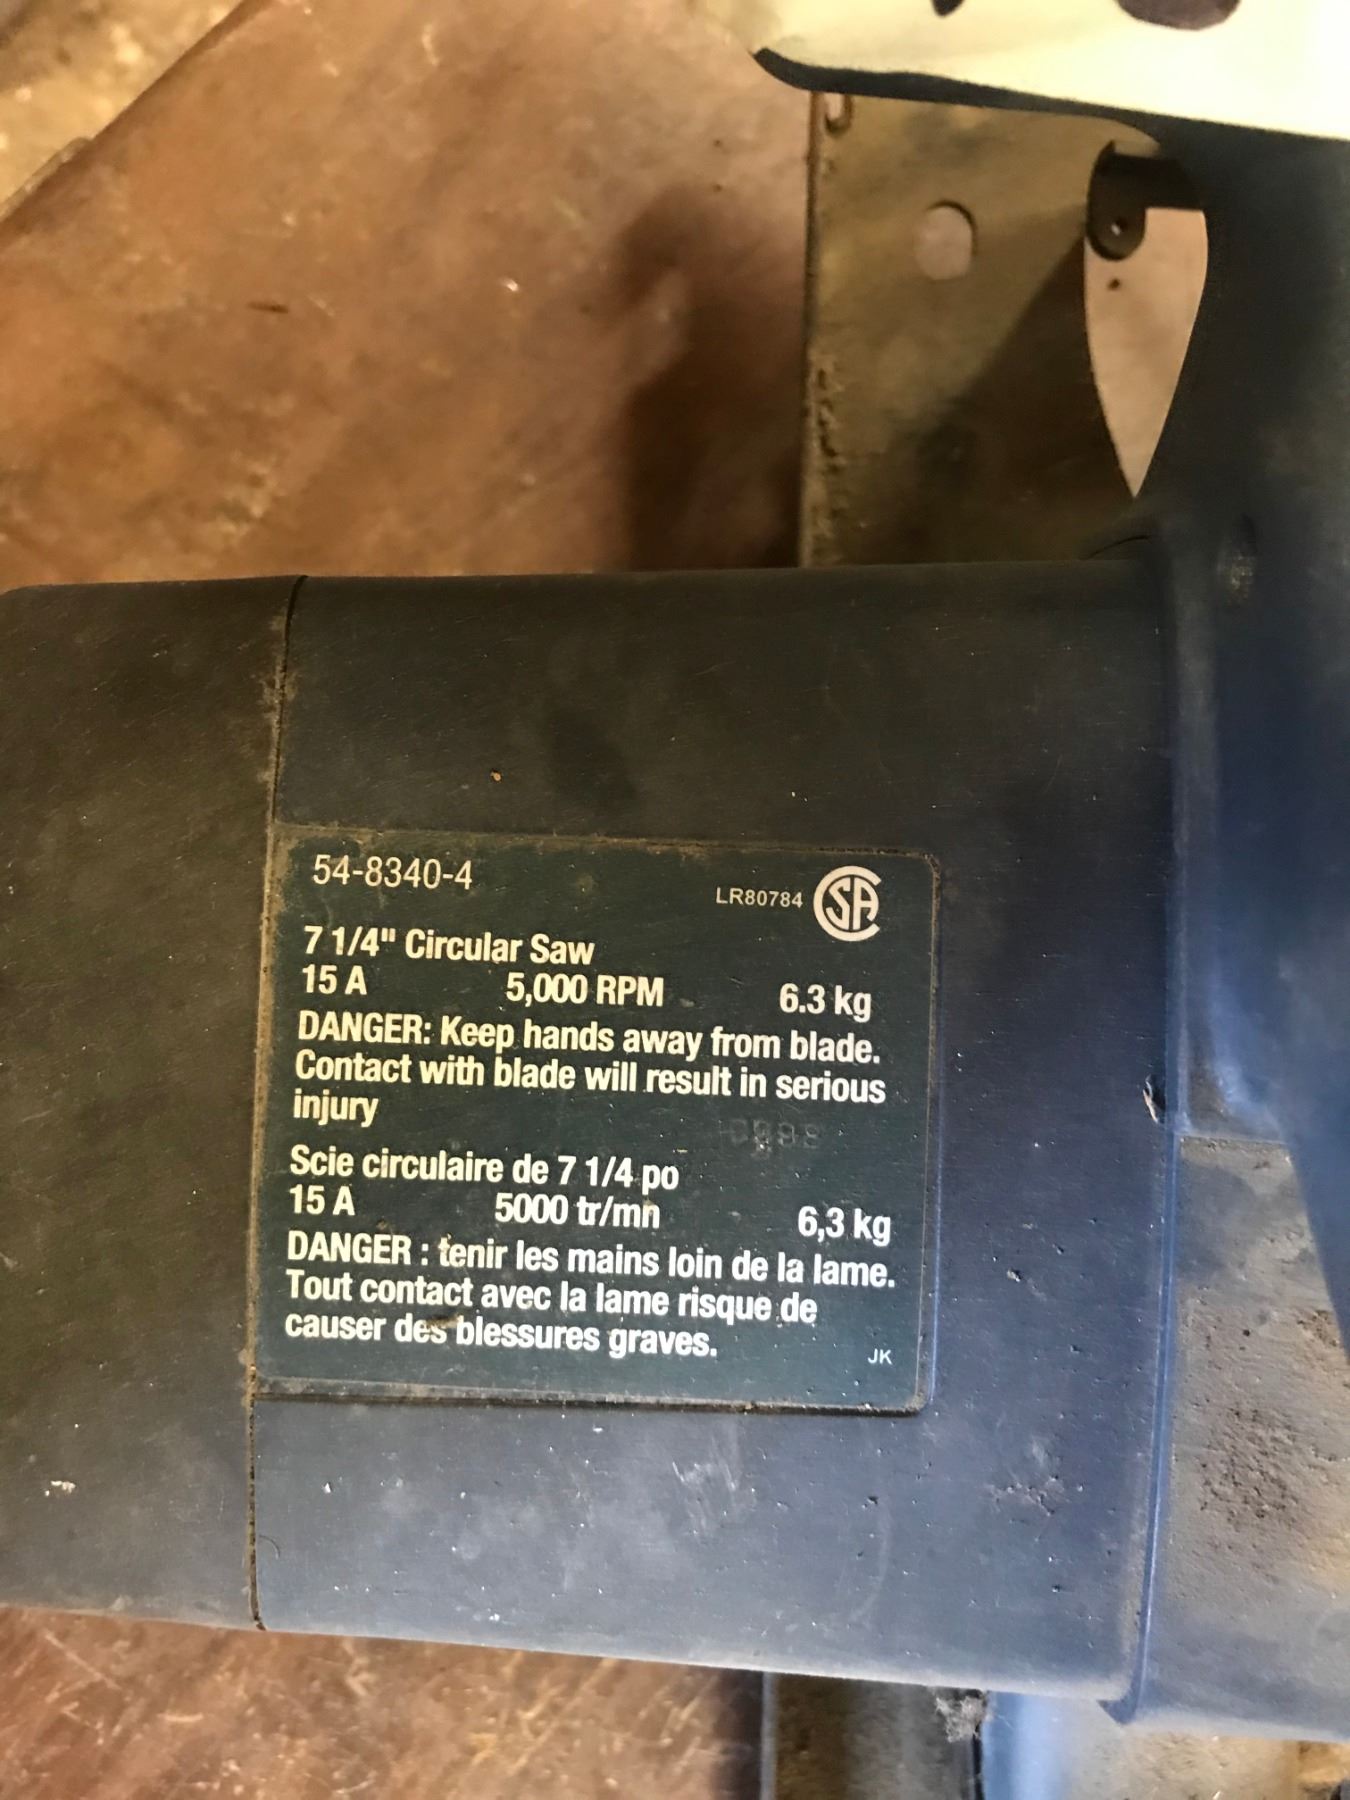 54-8340-4
LR80784 SA
7 1/4" Circular Saw
15 A 5,000 RPM 6.3 kg
DANGER: Keep hands away from blade.
Contact with blade will result in serious
injury
Scie circulaire de 7 1/4 po
15 A 5000 tr/mn 6,3 kg
DANGER : tenir les mains loin de la lame.
Tout contact avec la lame risque de
causer des blessures graves.
JK